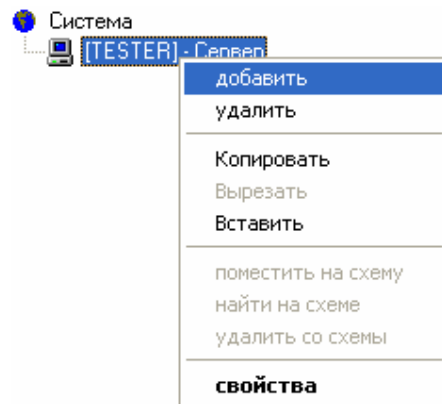 Система
[TESTER] - Сервер
добавить
удалить
Копировать
Вырезать
Вставить
поместить на схему
найти на схеме
удалить со схемы
свойства